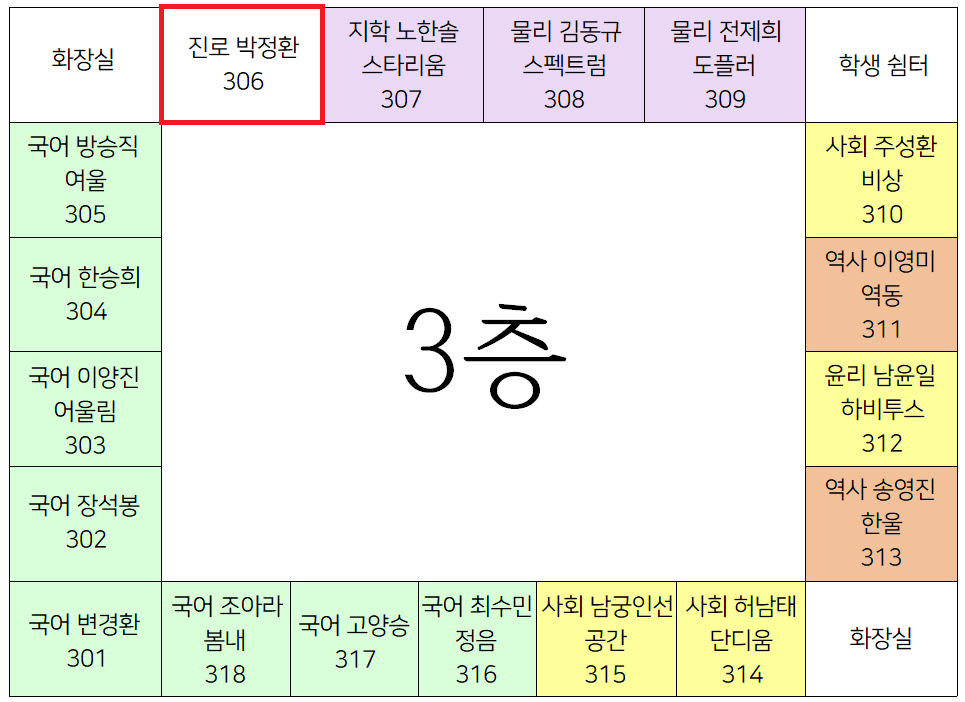 화장실
진로 박정환
306
지학 노한솔
스타리움
307
물리 김동규
스펙트럼
308
물리 전제희
도플러
309
학생 쉼터
국어 방승직
여울
305
사회 주성환
비상
310
국어 한승희
304
역사 이영미
역동
311
3층
국어 이양진
어울림
303
윤리 남윤일
하비투스
312
국어 장석봉
302
역사 송영진
한울
313
국어 변경환
301
국어 조아라
봄내
318
국어 고양승
317
국어 최수민
정음
316
사회 남궁인선
공간
315
사회 허남태
단디움
314
화장실